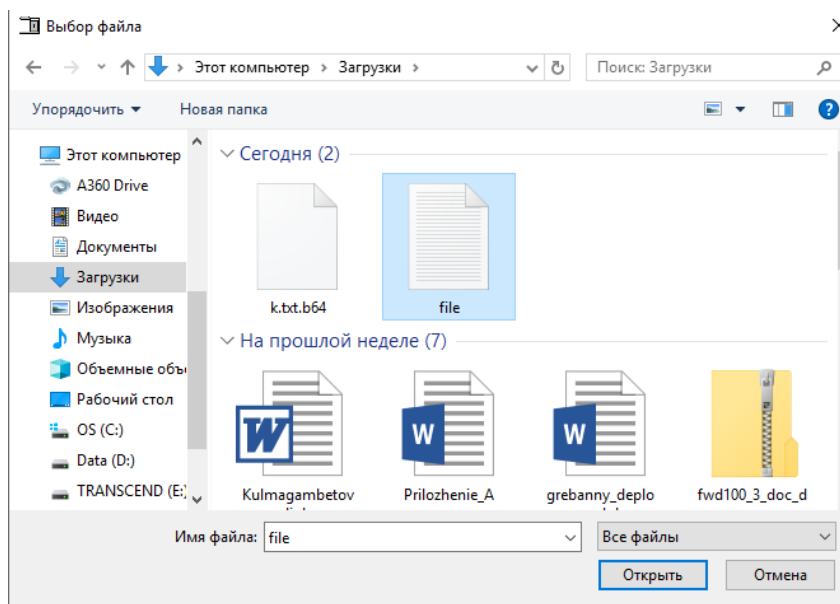 Выбор файла
Этот компьютер › Загрузки ›
Поиск: Загрузки
Упорядочить
Новая папка
Этот компьютер
A360 Drive
Видео
Документы
Загрузки
Изображения
Музыка
Объемные объ
Рабочий стол
OS (C:)
Data (D:)
TRANSCEND (E:)
Сегодня (2)
k.txt.b64
file
На прошлой неделе (7)
W
W
W
Kulmagambetov
Prilozhenie_A
grebanny_deplo
fwd100_3_doc_d
Имя файла:
file
Все файлы
Открыть
Отмена